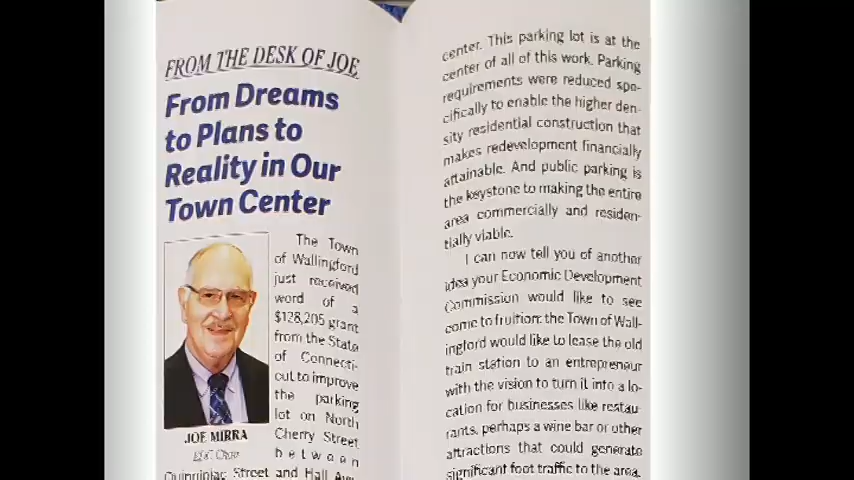 FROM THE DESK OF JOE
From Dreams
to Plans to
Reality in Our
Town Center
The Town
of Wallingford
just received
word of a
$128,205 grant
from the State
of Connecti-
cut to improve
the parking
lot on North
Cherry Street
between
Quinnipiac Street and Hall Ave
JOE MIRRA
EDC Chair
center. This parking lot is at the
center of all of this work. Parking
requirements were reduced spe-
cifically to enable the higher den-
sity residential construction that
makes redevelopment financially
attainable. And public parking is
the keystone to making the entire
area commercially and residen-
tially viable.
I can now tell you of another
idea your Economic Development
Commission would like to see
come to fruition: the Town of Wall-
ingford would like to lease the old
train station to an entrepreneur
with the vision to turn it into a lo-
cation for businesses like restau-
rants, perhaps a wine bar or other
attractions that could generate
significant foot traffic to the area.